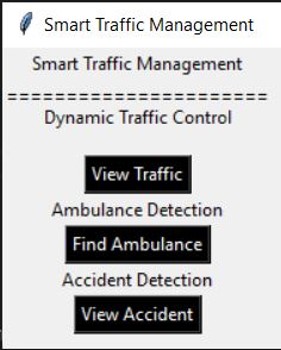 Smart Traffic Management
Smart Traffic Management
======================
Dynamic Traffic Control
View Traffic
Ambulance Detection
Find Ambulance
Accident Detection
View Accident